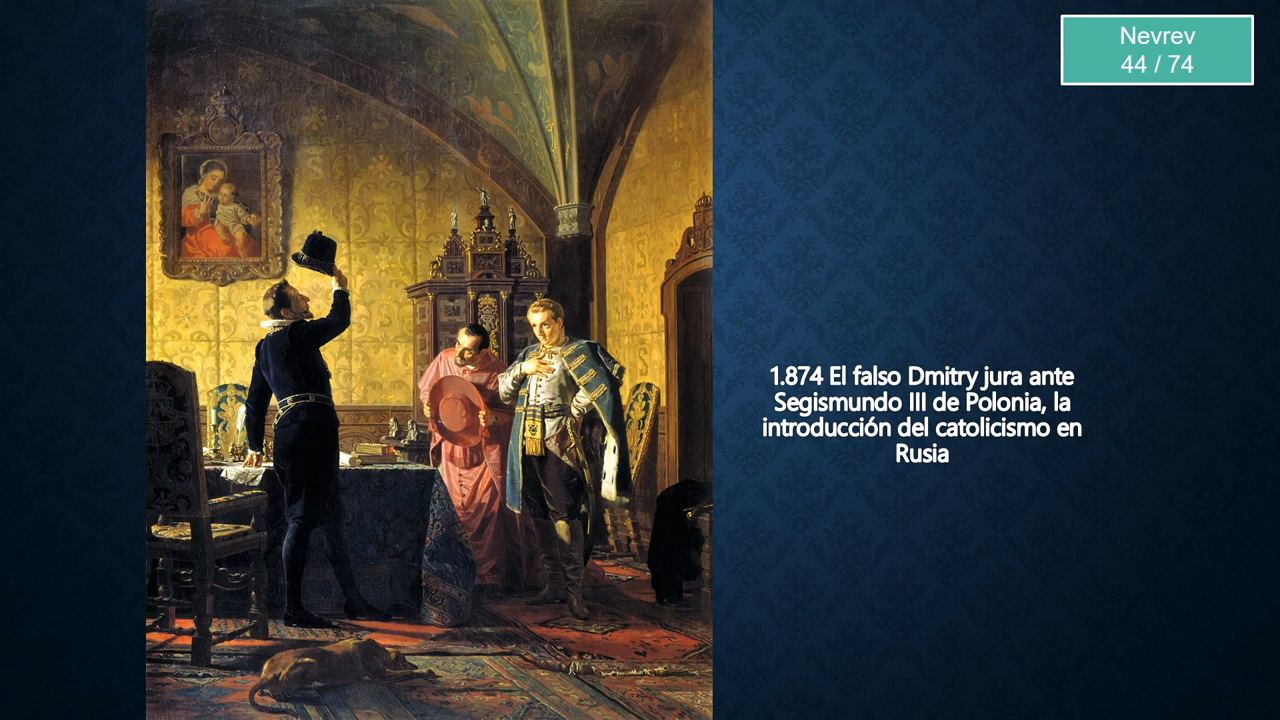 Nevrev
44 / 74
1.874 El falso Dmitry jura ante
Segismundo III de Polonia, la
introducción del catolicismo en
Rusia